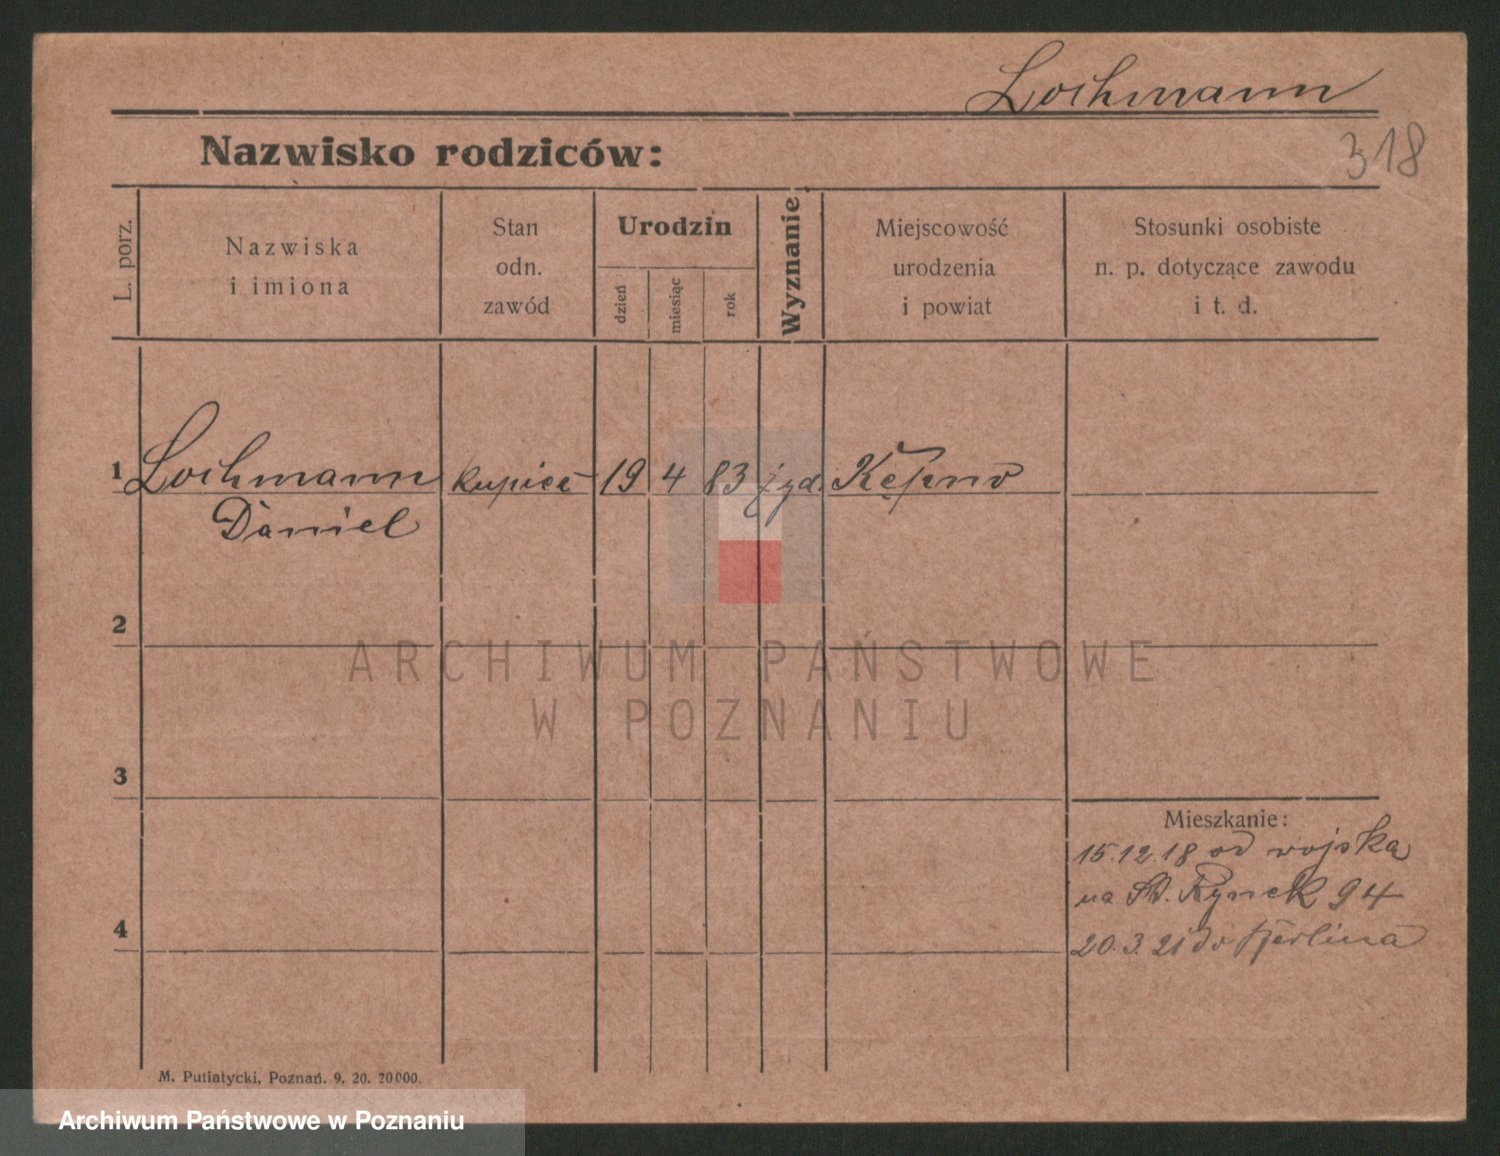 Lochmann
Nazwisko rodziców:
318
L. porz.
Nazwiska
i imiona
Stan
odn.
zawód
Urodzin
dzień
miesiąc
rok
Wyznanie
Miejscowość
urodzenia
i powiat
Stosunki osobiste
n. p. dotyczące zawodu
i t. d.
1 Lochmann kupiec 19 4 83 żyd. Kępno
Daniel
2
ARCHIWUM PAŃSTWOWE
W POZNANIU
3
Mieszkanie:
15.12.18 od wojska
na St. Rynek 94
4
20.3.21 do Berlina
M. Putiatycki, Poznań. 9. 20. 20000.
Archiwum Państwowe w Poznaniu